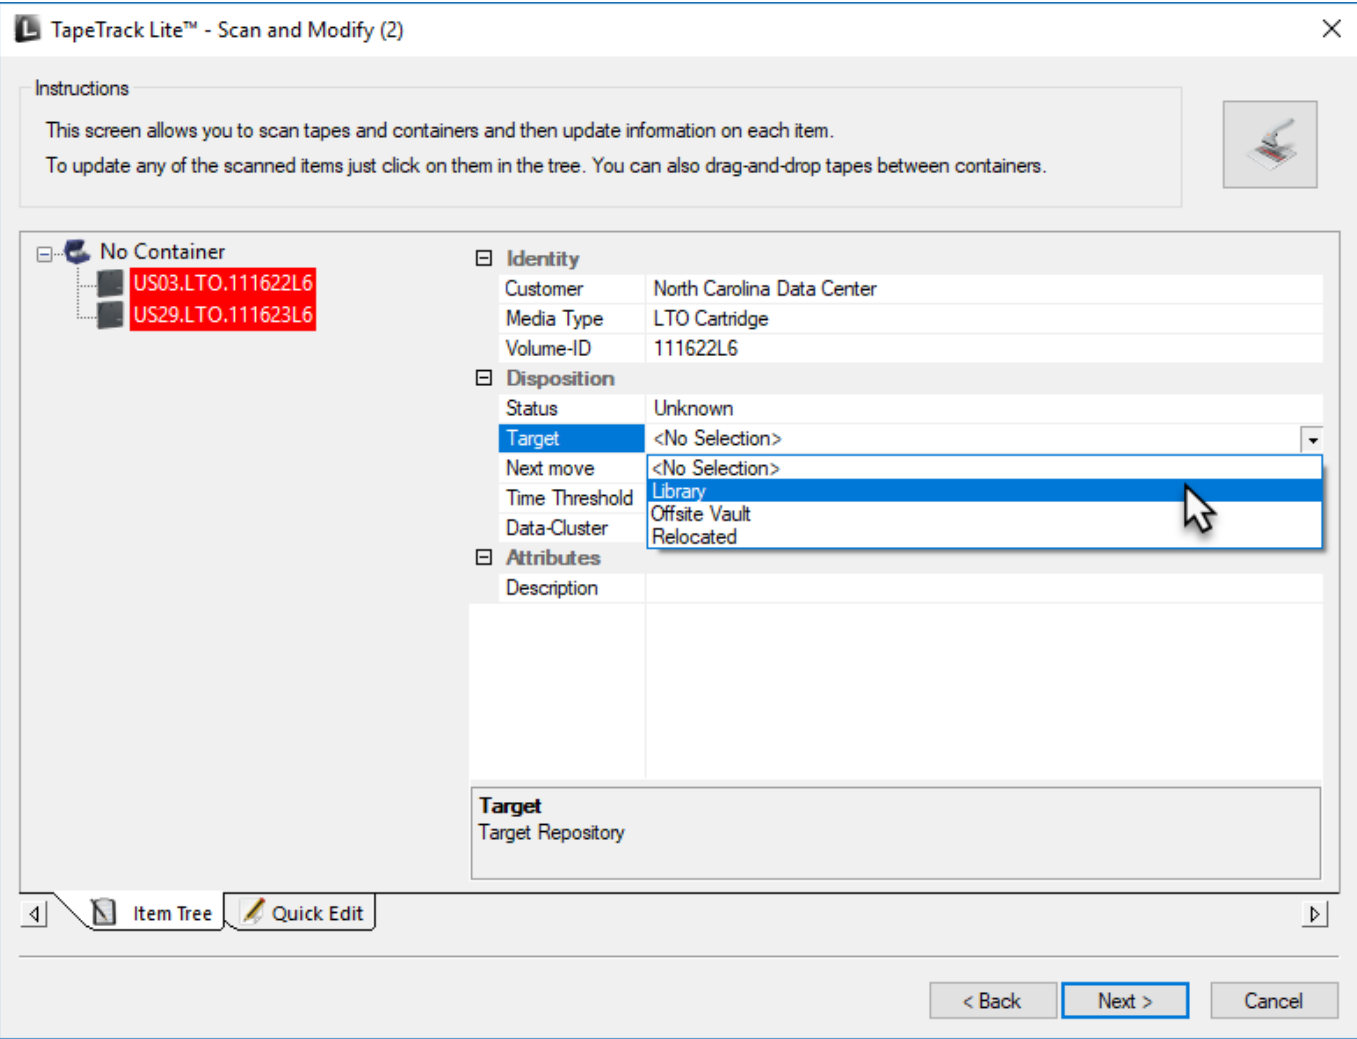 TapeTrack Lite™ - Scan and Modify (2)
Instructions
This screen allows you to scan tapes and containers and then update information on each item.
To update any of the scanned items just click on them in the tree. You can also drag-and-drop tapes between containers.
No Container
US03.LTO.111622L6
US29.LTO.111623L6
Identity
Customer North Carolina Data Center
Media Type LTO Cartridge
Volume-ID 111622L6
Disposition
Status Unknown
Target <No Selection>
Next move <No Selection>
Library
Time Threshold
Offsite Vault
Data-Cluster
Relocated
Attributes
Description
Target
Target Repository
Item Tree
Quick Edit
< Back
Next >
Cancel